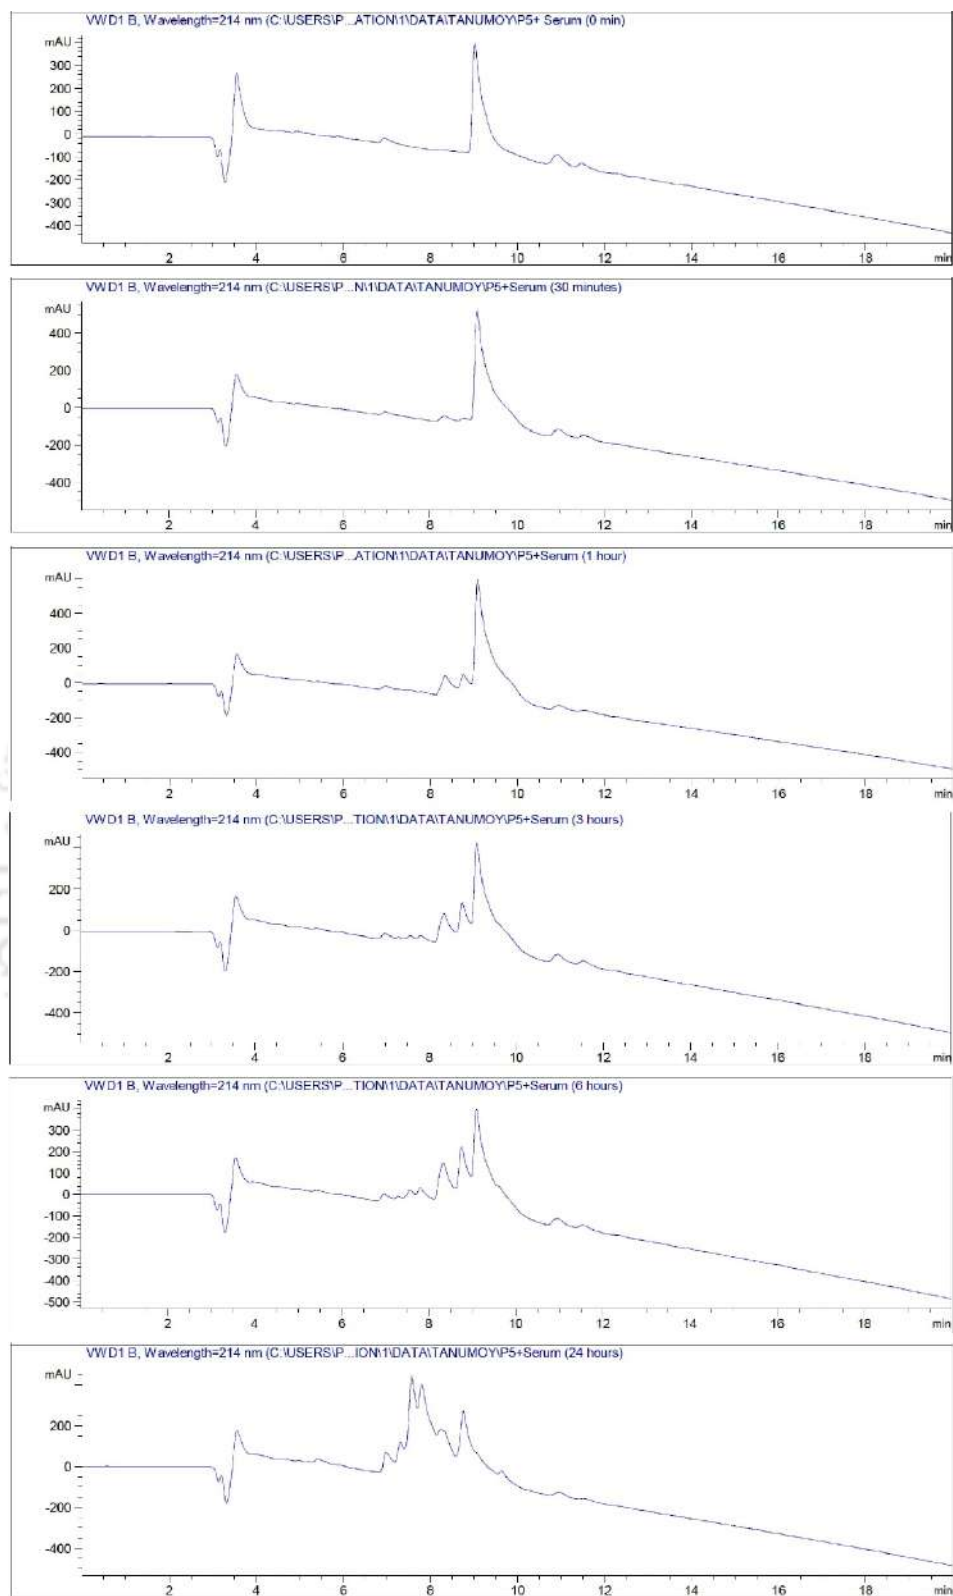 VWD1 B, Wavelength=214 nm (C:\USERS\P...ATION\1\DATA\TANUMOY\P5+ Serum (0 min)
mAU
300
200
100
0
-100
-200
-300
-400
2 4 6 8 10 12 14 16 18 min
VWD1 B, Wavelength=214 nm (C:\USERS\P...N\1\DATA\TANUMOY\P5+Serum (30 minutes)
mAU
400
200
0
-200
-400
2 4 6 8 10 12 14 16 18 min
VWD1 B, Wavelength=214 nm (C:\USERS\P...ATION\1\DATA\TANUMOY\P5+Serum (1 hour)
mAU
400
200
0
-200
-400
2 4 6 8 10 12 14 16 18 min
VWD1 B, Wavelength=214 nm (C:\USERS\P...TION\1\DATA\TANUMOY\P5+Serum (3 hours)
mAU
200
0
-200
-400
2 4 6 8 10 12 14 16 18 min
VWD1 B, Wavelength=214 nm (C:\USERS\P...TION\1\DATA\TANUMOY\P5+Serum (6 hours)
mAU
300
200
100
0
-100
-200
-300
-400
-500
2 4 6 8 10 12 14 16 18 min
VWD1 B, Wavelength=214 nm (C:\USERS\P...ION\1\DATA\TANUMOY\P5+Serum (24 hours)
mAU
200
0
-200
-400
2 4 6 8 10 12 14 16 18 min